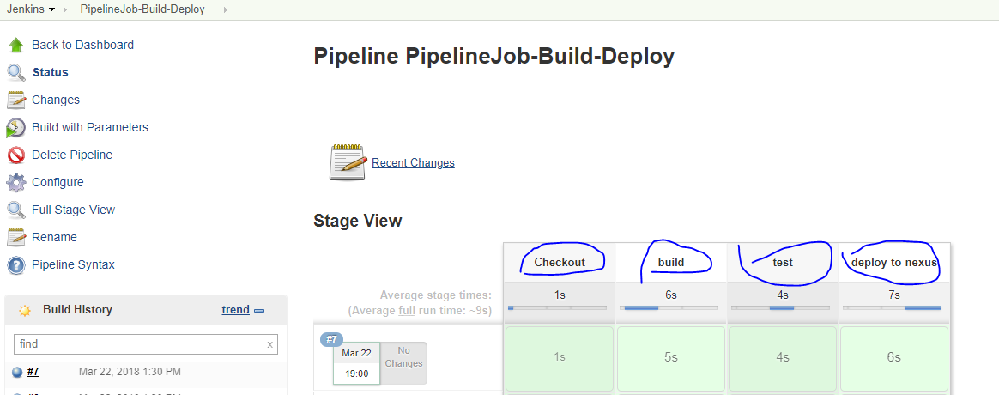 Jenkins PipelineJob-Build-Deploy
Back to Dashboard
Status
Changes
Build with Parameters
Delete Pipeline
Configure
Full Stage View
Rename
Pipeline Syntax
Build History trend
find x
#7 Mar 22, 2018 1:30 PM
Pipeline PipelineJob-Build-Deploy
Recent Changes
Stage View
Checkout build test deploy-to-nexus
Average stage times: 1s 6s 4s 7s
(Average full run time: ~9s)
#7
Mar 22
19:00
No
Changes
1s 5s 4s 6s